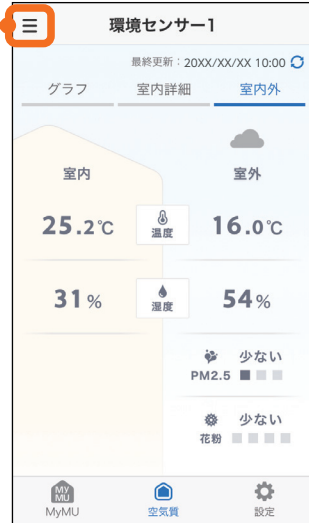 環境センサー1
最終更新：20XX/XX/XX 10:00
グラフ 室内詳細 室内外
室内 室外
25.2℃ 温度 16.0℃
31% 湿度 54%
少ない
PM2.5
少ない
花粉
MY
MU
MyMU 空気質 設定